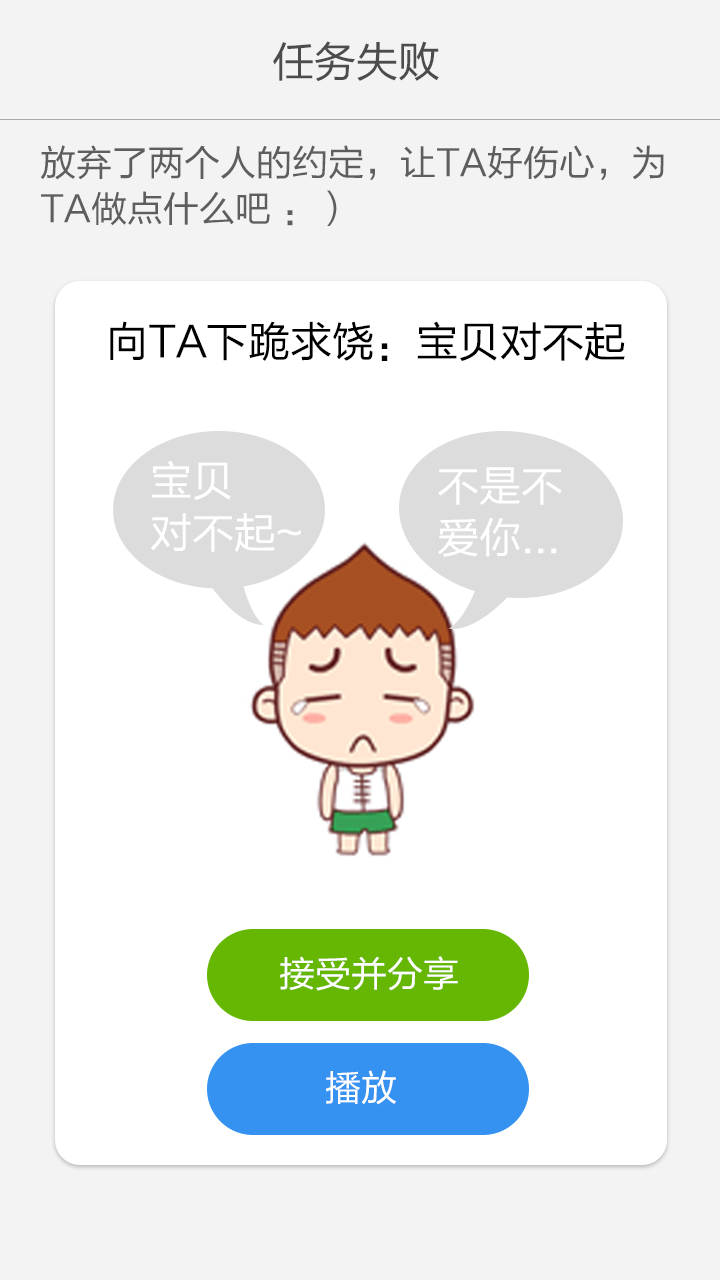 任务失败
放弃了两个人的约定，让TA好伤心，为
TA做点什么吧 ： ）
向TA下跪求饶：宝贝对不起
宝贝
对不起~
不是不
爱你...
接受并分享
播放